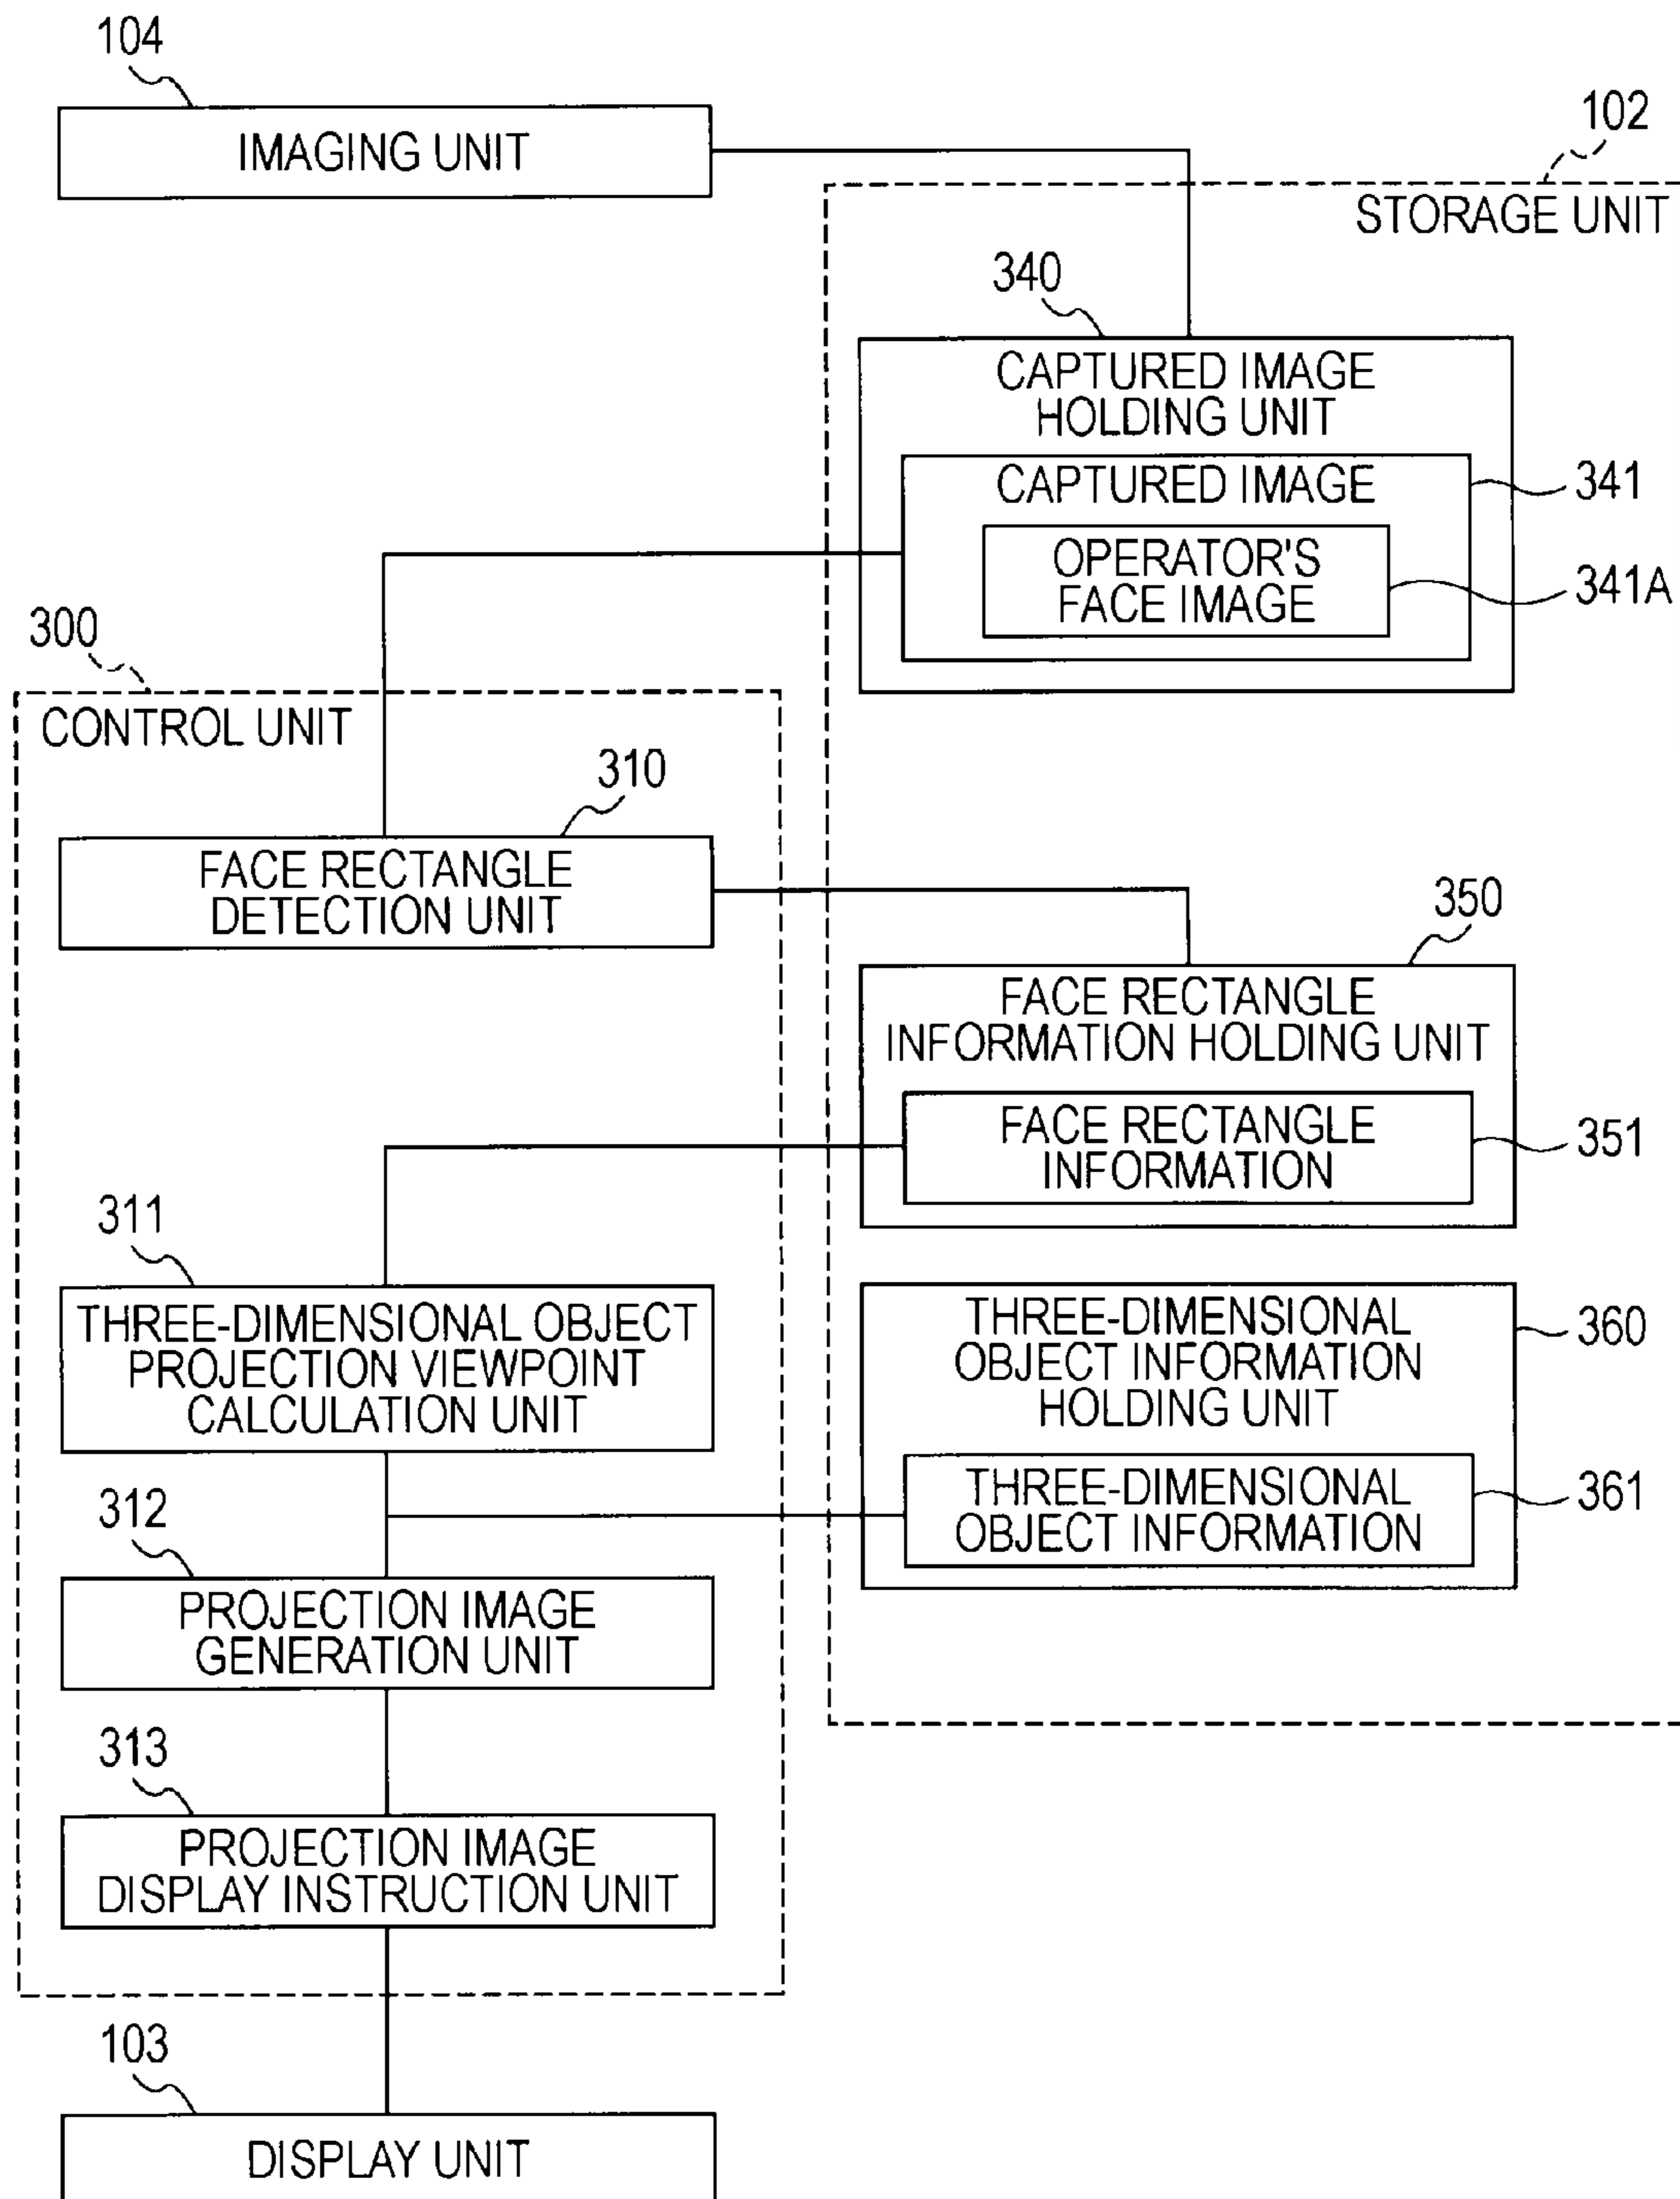 104
IMAGING UNIT
102
STORAGE UNIT
340
CAPTURED IMAGE
HOLDING UNIT
CAPTURED IMAGE
341
OPERATOR'S
FACE IMAGE
341A
300
CONTROL UNIT
310
FACE RECTANGLE
DETECTION UNIT
350
FACE RECTANGLE
INFORMATION HOLDING UNIT
FACE RECTANGLE
INFORMATION
351
311
THREE-DIMENSIONAL OBJECT
PROJECTION VIEWPOINT
CALCULATION UNIT
THREE-DIMENSIONAL
OBJECT INFORMATION
HOLDING UNIT
360
THREE-DIMENSIONAL
OBJECT INFORMATION
361
312
PROJECTION IMAGE
GENERATION UNIT
313
PROJECTION IMAGE
DISPLAY INSTRUCTION UNIT
103
DISPLAY UNIT